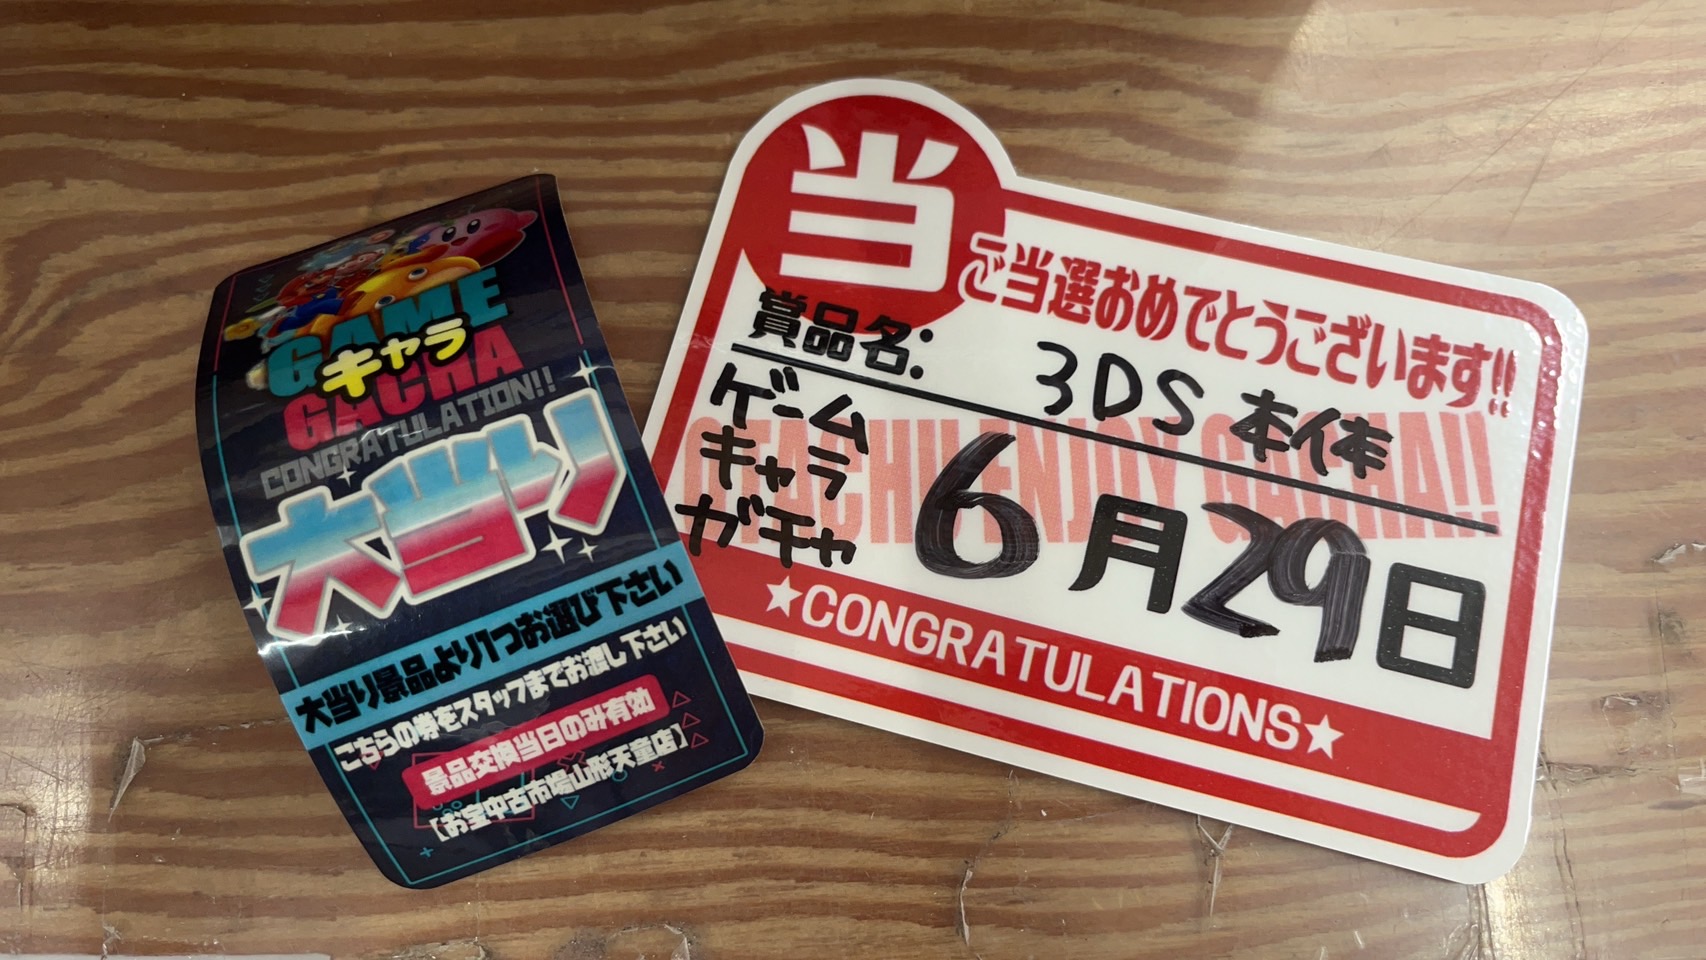 GAME
キャラ
GACHA
CONGRATULATION!!
大当り
大当り景品より1つお選び下さい
こちらの券をスタッフまでお渡し下さい
景品交換当日のみ有効
【お宝中古市場山形天童店】
当
ご当選おめでとうございます!!
賞品名:
3DS 本体
ゲーム
キャラ
ガチャ
6月29日
ENJOY GACHA!!
★CONGRATULATIONS★